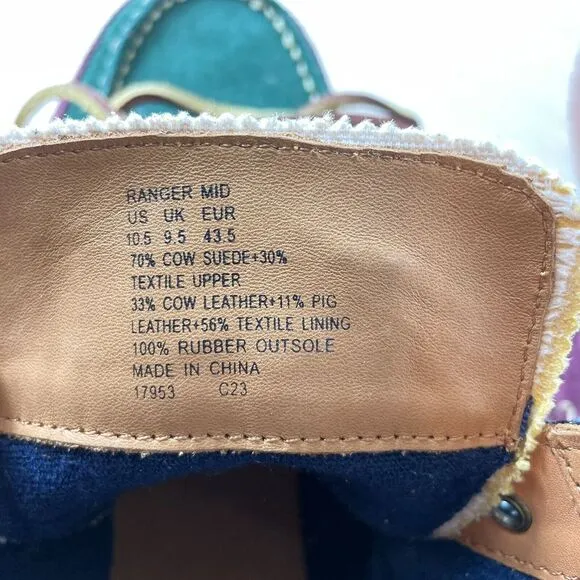 RANGER MID
US UK EUR
10.5 9.5 43.5
70% COW SUEDE+30%
TEXTILE UPPER
33% COW LEATHER+11% PIG
LEATHER+56% TEXTILE LINING
100% RUBBER OUTSOLE
MADE IN CHINA
17953 C23